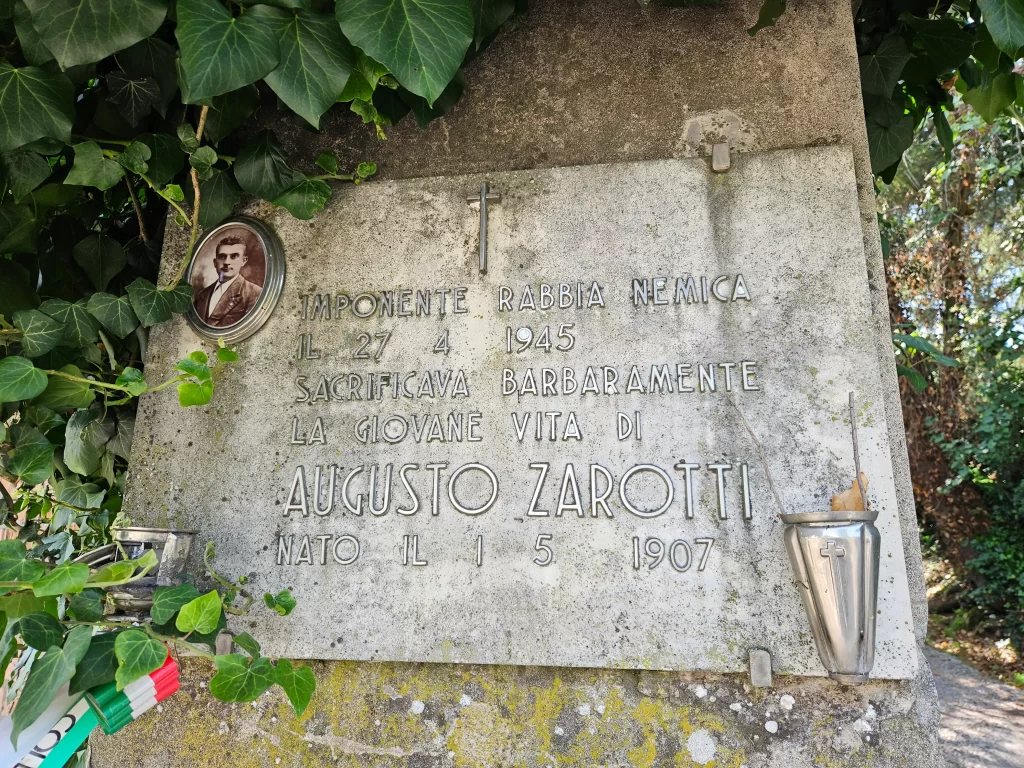 IMPONENTE RABBIA NEMICA
IL 27 4 1945
SACRIFICAVA BARBARAMENTE
LA GIOVANE VITA DI
AUGUSTO ZAROTTI
NATO IL 1 5 1907